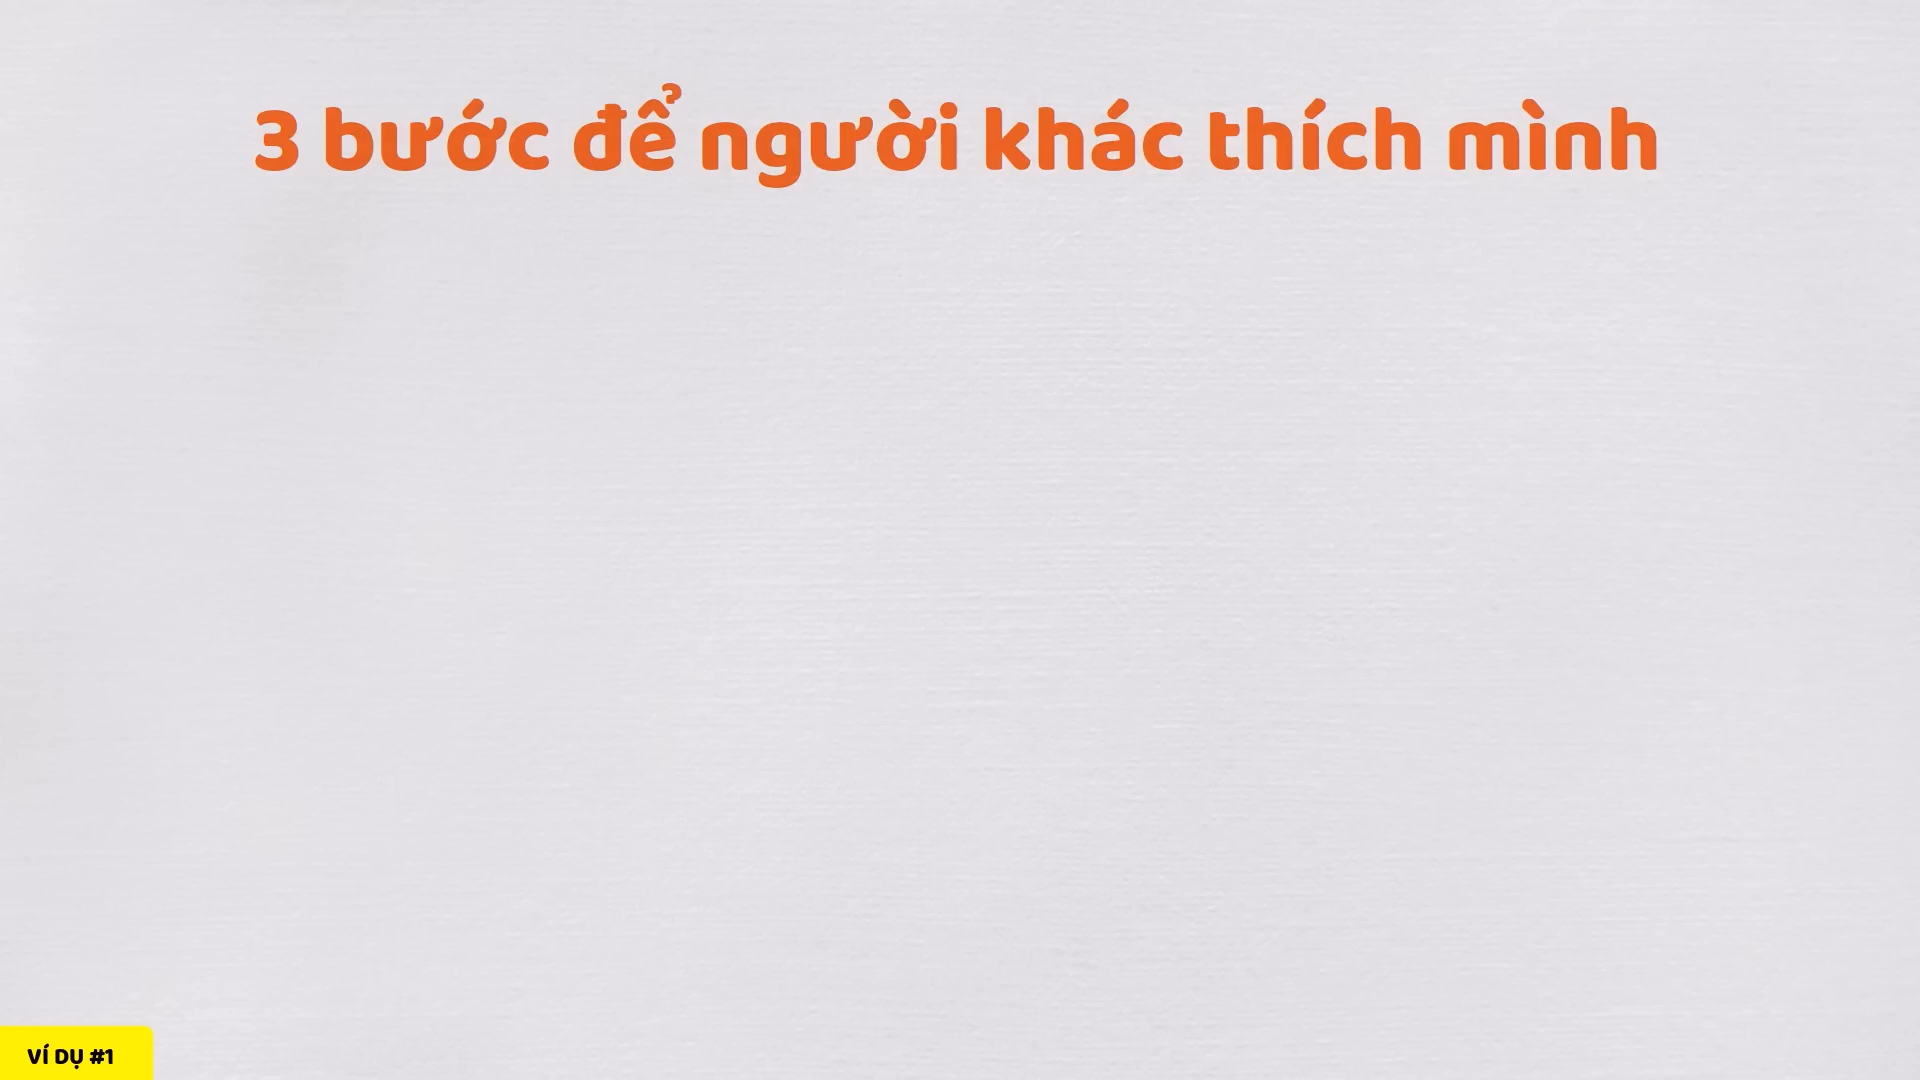 3 bước để người khác thích mình
VÍ DỤ #1